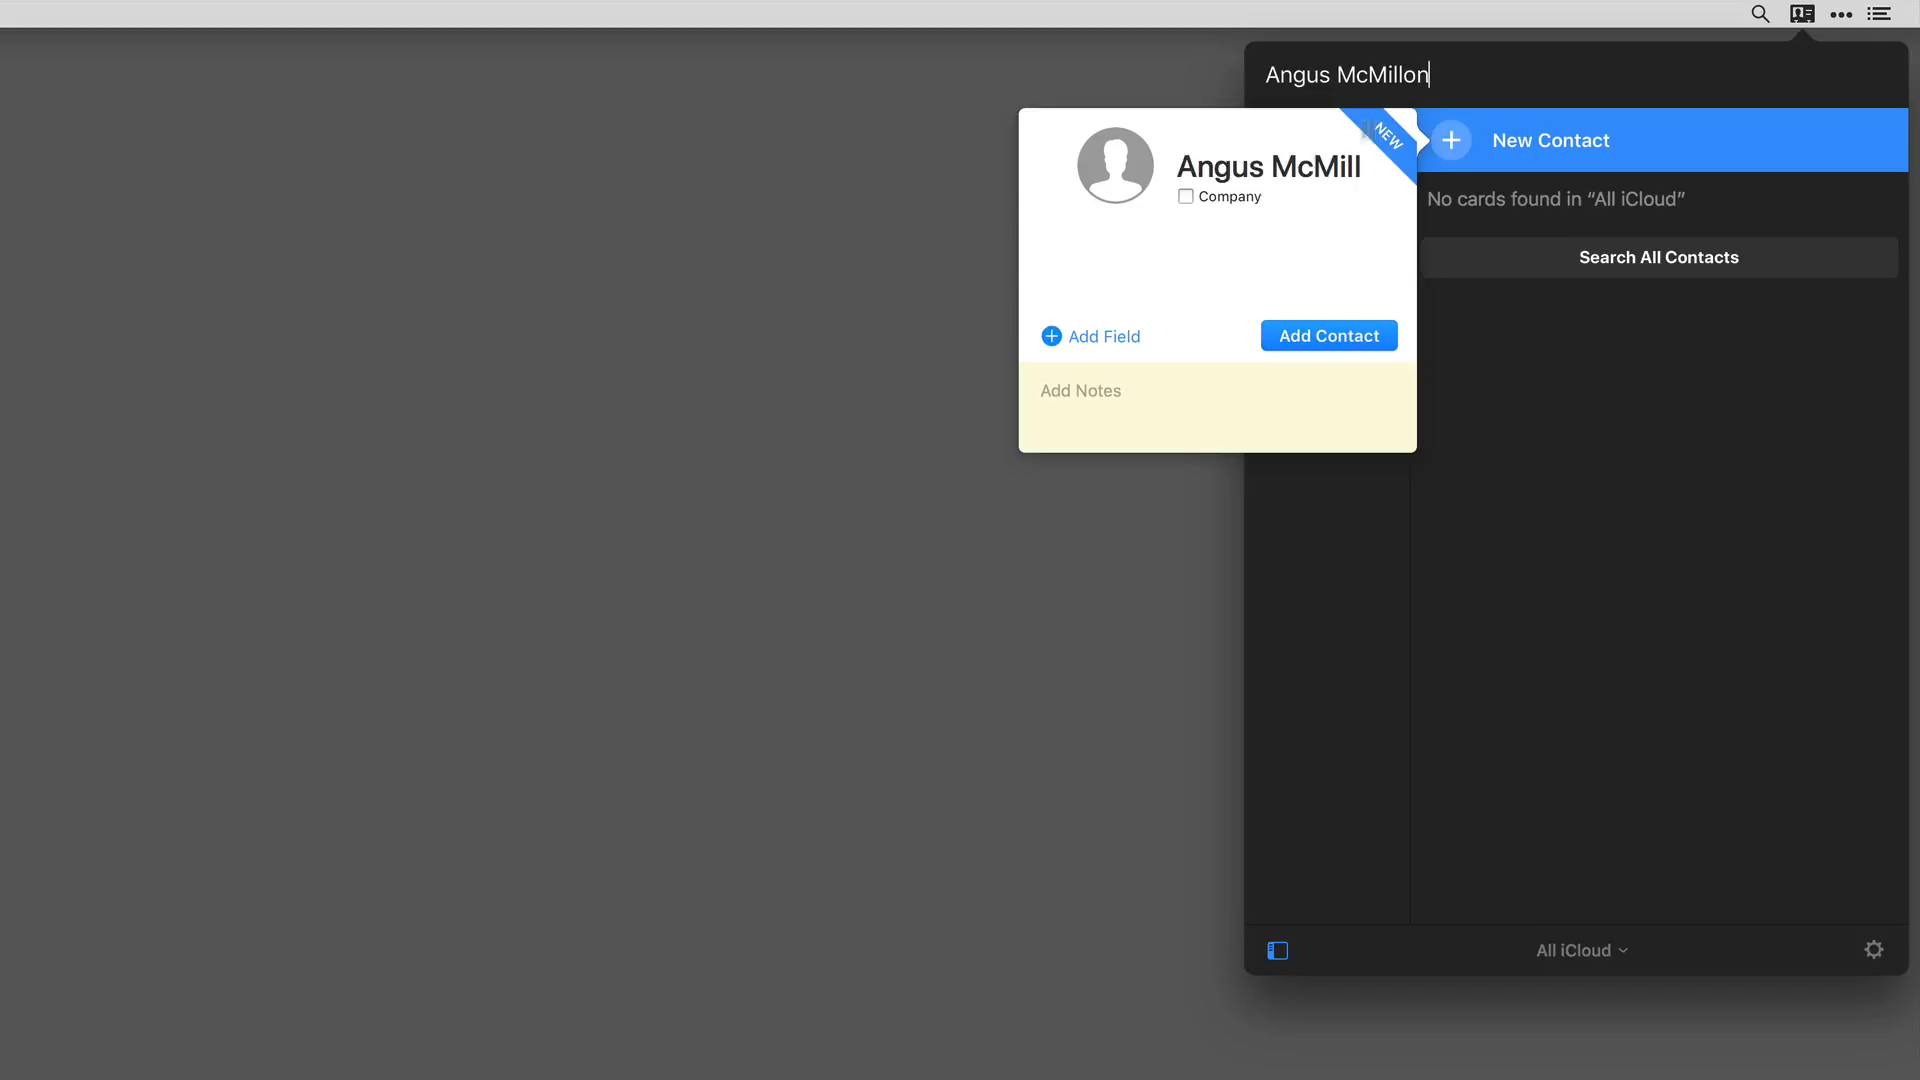 Angus McMillon
NEW
Angus McMill
Company
Add Field
Add Contact
Add Notes
New Contact
No cards found in “All iCloud”
Search All Contacts
All iCloud